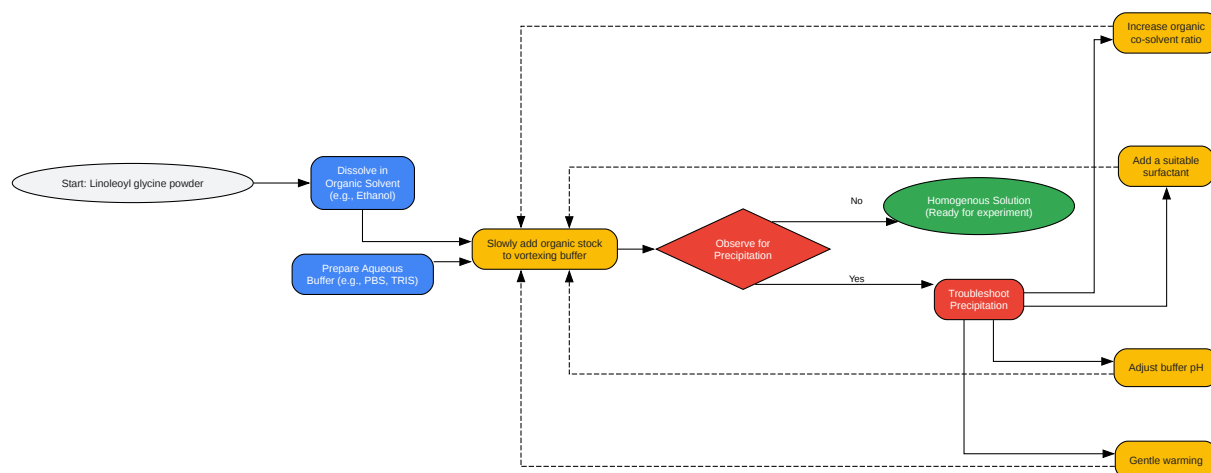 Increase organic
co-solvent ratio
Dissolve in
Organic Solvent
(e.g., Ethanol)
Start: Linoleoyl glycine powder
Add a suitable
surfactant
No
Homogenous Solution
(Ready for experiment)
Slowly add organic stock
to vortexing buffer
Observe for
Precipitation
Prepare Aqueous
Buffer (e.g., PBS, TRIS)
Yes
Troubleshoot
Precipitation
Adjust buffer pH
Gentle warming